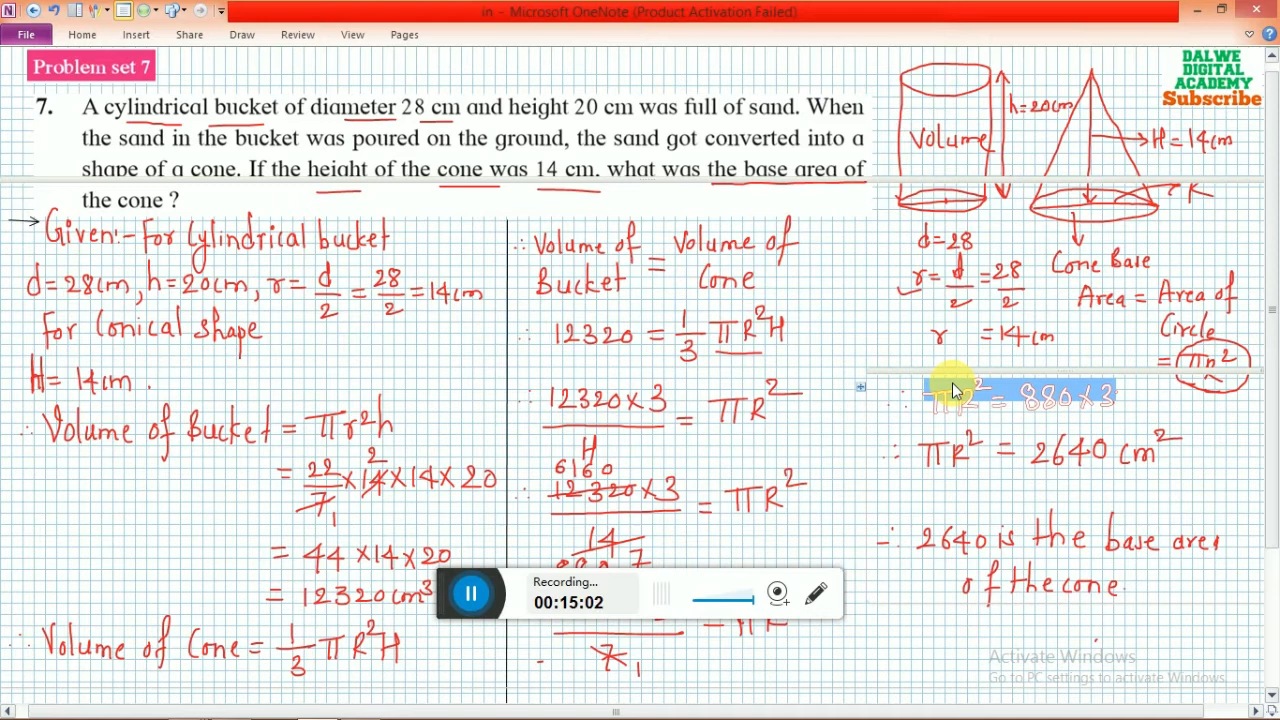 in - Microsoft OneNote (Product Activation Failed)
File Home Insert Share Draw Review View Pages
Problem set 7
DALWE
DIGITAL
ACADEMY
Subscribe
7. A cylindrical bucket of diameter 28 cm and height 20 cm was full of sand. When
the sand in the bucket was poured on the ground, the sand got converted into a
shape of a cone. If the height of the cone was 14 cm, what was the base area of
the cone ?
Volume
h=20cm
H=14cm
d=28
r=d/2=28/2
r =14cm
Cone Base
Area = Area of
Circle
= πr²
→ Given:- For Cylindrical bucket
d=28cm, h=20cm, r=d/2=28/2=14cm
For Conical shape
H=14cm.
∴ Volume of Bucket = πr²h
= 22/7×14×14×20
= 44×14×20
= 12320cm³
∴ Volume of Cone = 1/3 πR²H
∴ Volume of Bucket = Volume of Cone
∴ 12320 = 1/3 πR²H
∴ 12320×3/H = πR²
∴ 12320×3/14 = πR²
∴ πR² = 880×3
∴ πR² = 2640 cm²
∴ 2640 is the base area
of the cone.
Recording...
00:15:02
Activate Windows
Go to PC settings to activate Windows